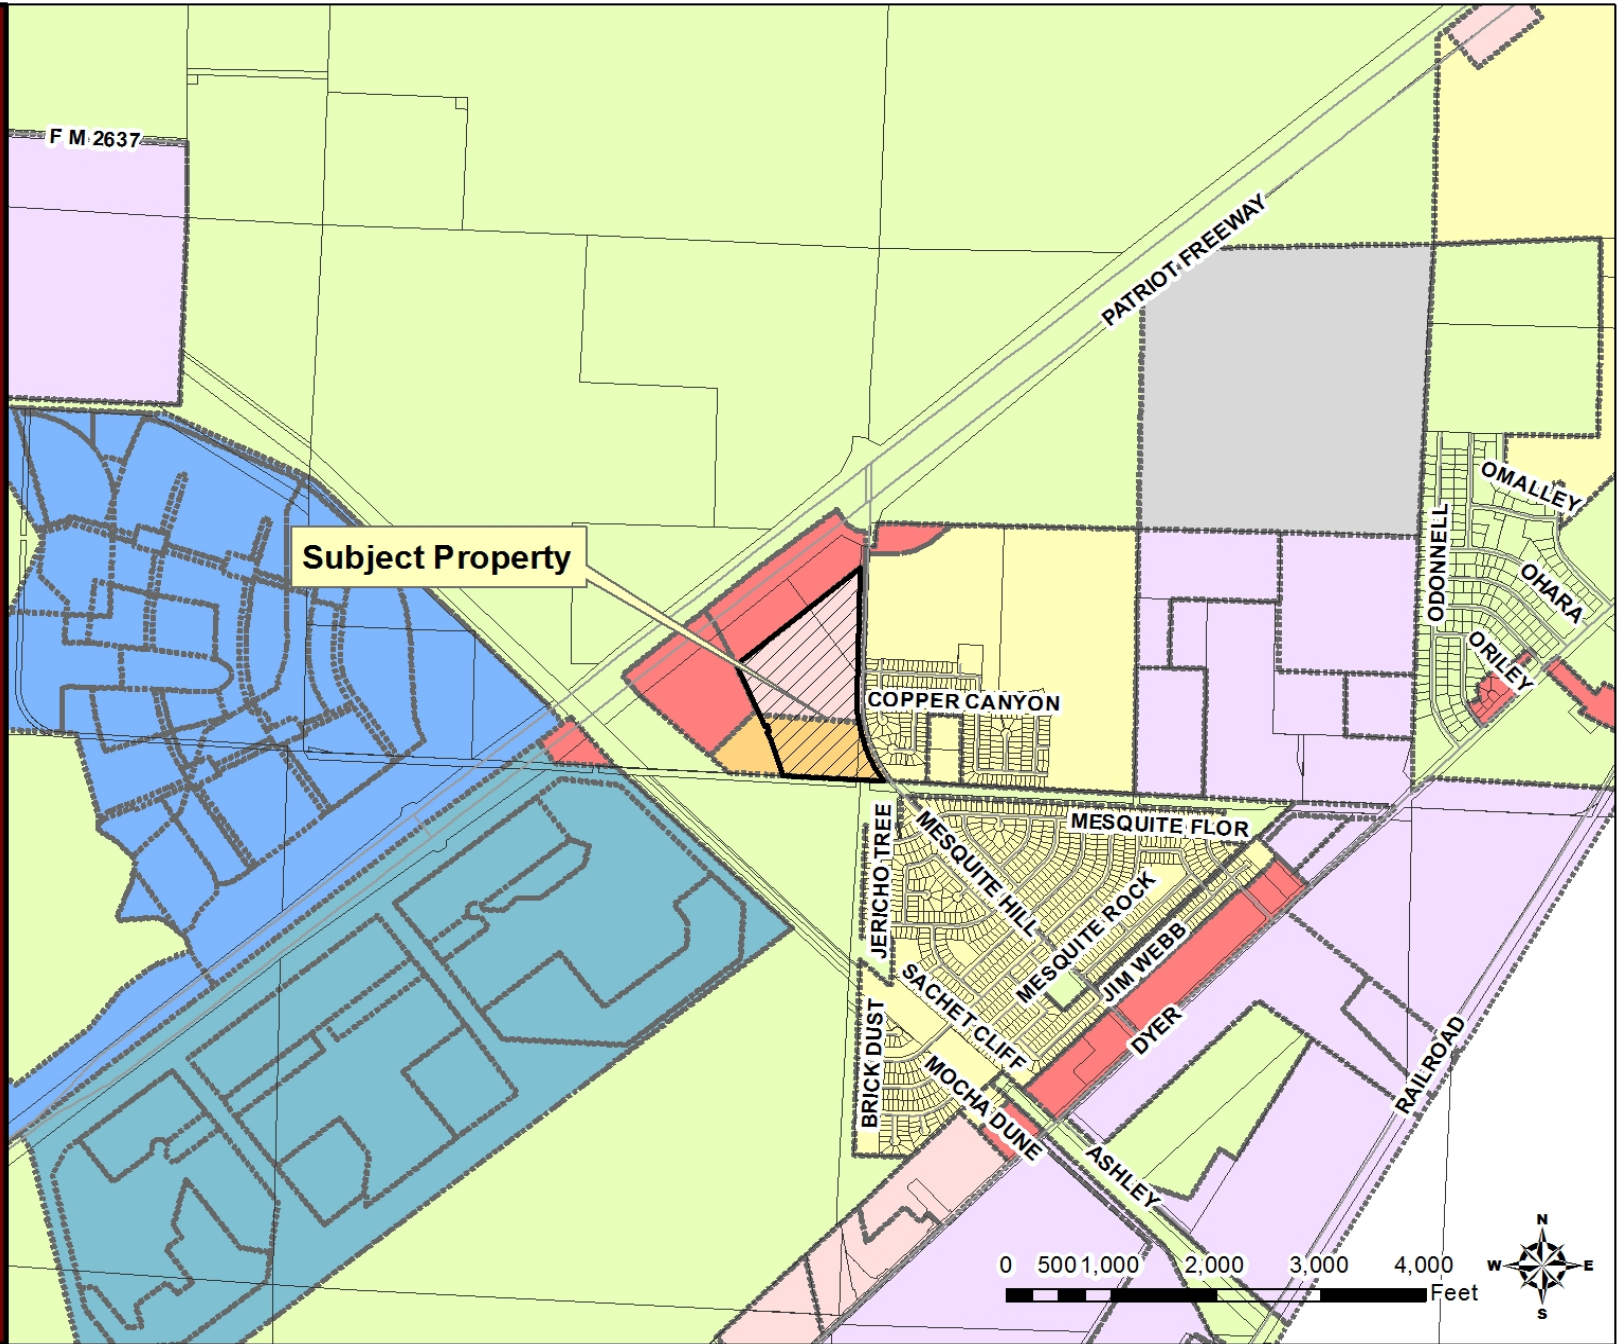 F M 2637
PATRIOT FREEWAY
OMALLEY
ODONNELL
OHARA
ORILEY
Subject Property
COPPER CANYON
MESQUITE FLOR
JERICHO TREE
MESQUITE HILL
MESQUITE ROCK
JIM WEBB
SACHET CLIFF
BRICK DUST
DYER
MOCHA DUNE
RAILROAD
ASHLEY
N
W E
S
0 500 1,000 2,000 3,000 4,000
Feet